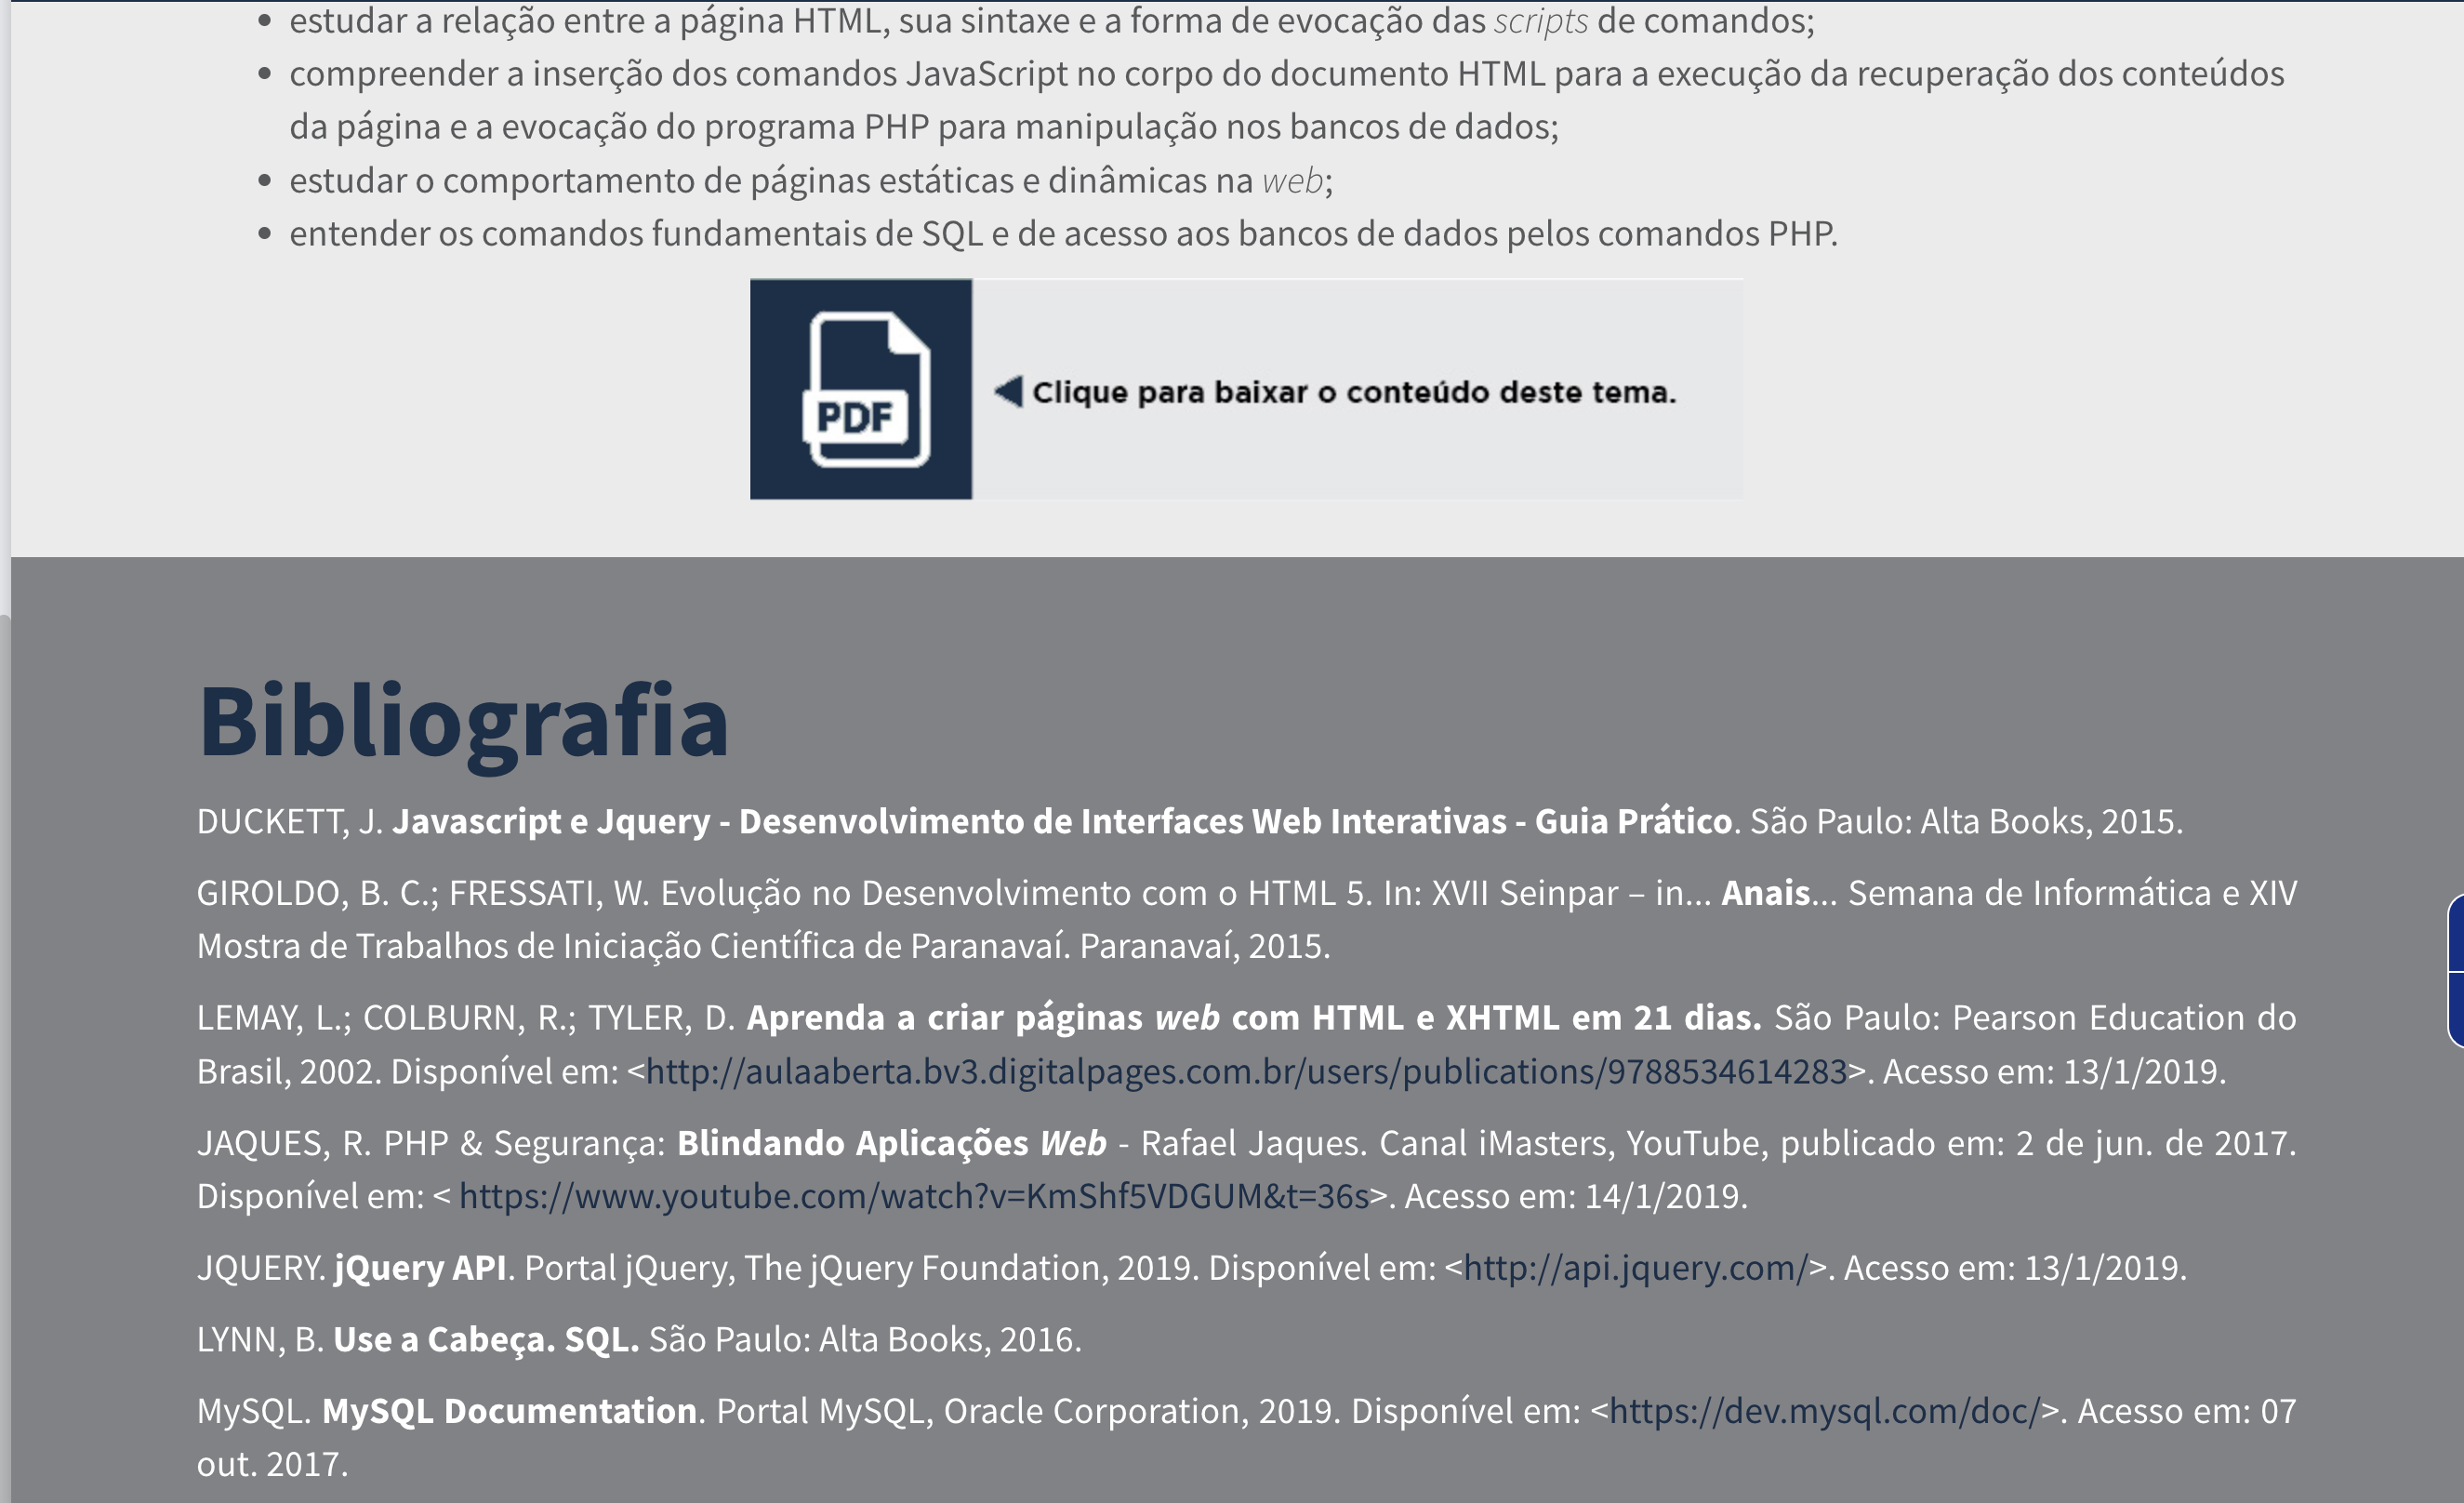 • estudar a relação entre a página HTML, sua sintaxe e a forma de evocação das scripts de comandos;
• compreender a inserção dos comandos JavaScript no corpo do documento HTML para a execução da recuperação dos conteúdos
da página e a evocação do programa PHP para manipulação nos bancos de dados;
• estudar o comportamento de páginas estáticas e dinâmicas na web;
• entender os comandos fundamentais de SQL e de acesso aos bancos de dados pelos comandos PHP.
PDF
Clique para baixar o conteúdo deste tema.
Bibliografia
DUCKETT, J. Javascript e Jquery - Desenvolvimento de Interfaces Web Interativas - Guia Prático. São Paulo: Alta Books, 2015.
GIROLDO, B. C.; FRESSATI, W. Evolução no Desenvolvimento com o HTML 5. In: XVII Seinpar – in... Anais... Semana de Informática e XIV
Mostra de Trabalhos de Iniciação Científica de Paranavaí. Paranavaí, 2015.
LEMAY, L.; COLBURN, R.; TYLER, D. Aprenda a criar páginas web com HTML e XHTML em 21 dias. São Paulo: Pearson Education do
Brasil, 2002. Disponível em: <http://aulaaberta.bv3.digitalpages.com.br/users/publications/9788534614283>. Acesso em: 13/1/2019.
JAQUES, R. PHP & Segurança: Blindando Aplicações Web - Rafael Jaques. Canal iMasters, YouTube, publicado em: 2 de jun. de 2017.
Disponível em: < https://www.youtube.com/watch?v=KmShf5VDGUM&t=36s>. Acesso em: 14/1/2019.
JQUERY. jQuery API. Portal jQuery, The jQuery Foundation, 2019. Disponível em: <http://api.jquery.com/>. Acesso em: 13/1/2019.
LYNN, B. Use a Cabeça. SQL. São Paulo: Alta Books, 2016.
MySQL. MySQL Documentation. Portal MySQL, Oracle Corporation, 2019. Disponível em: <https://dev.mysql.com/doc/>. Acesso em: 07
out. 2017.